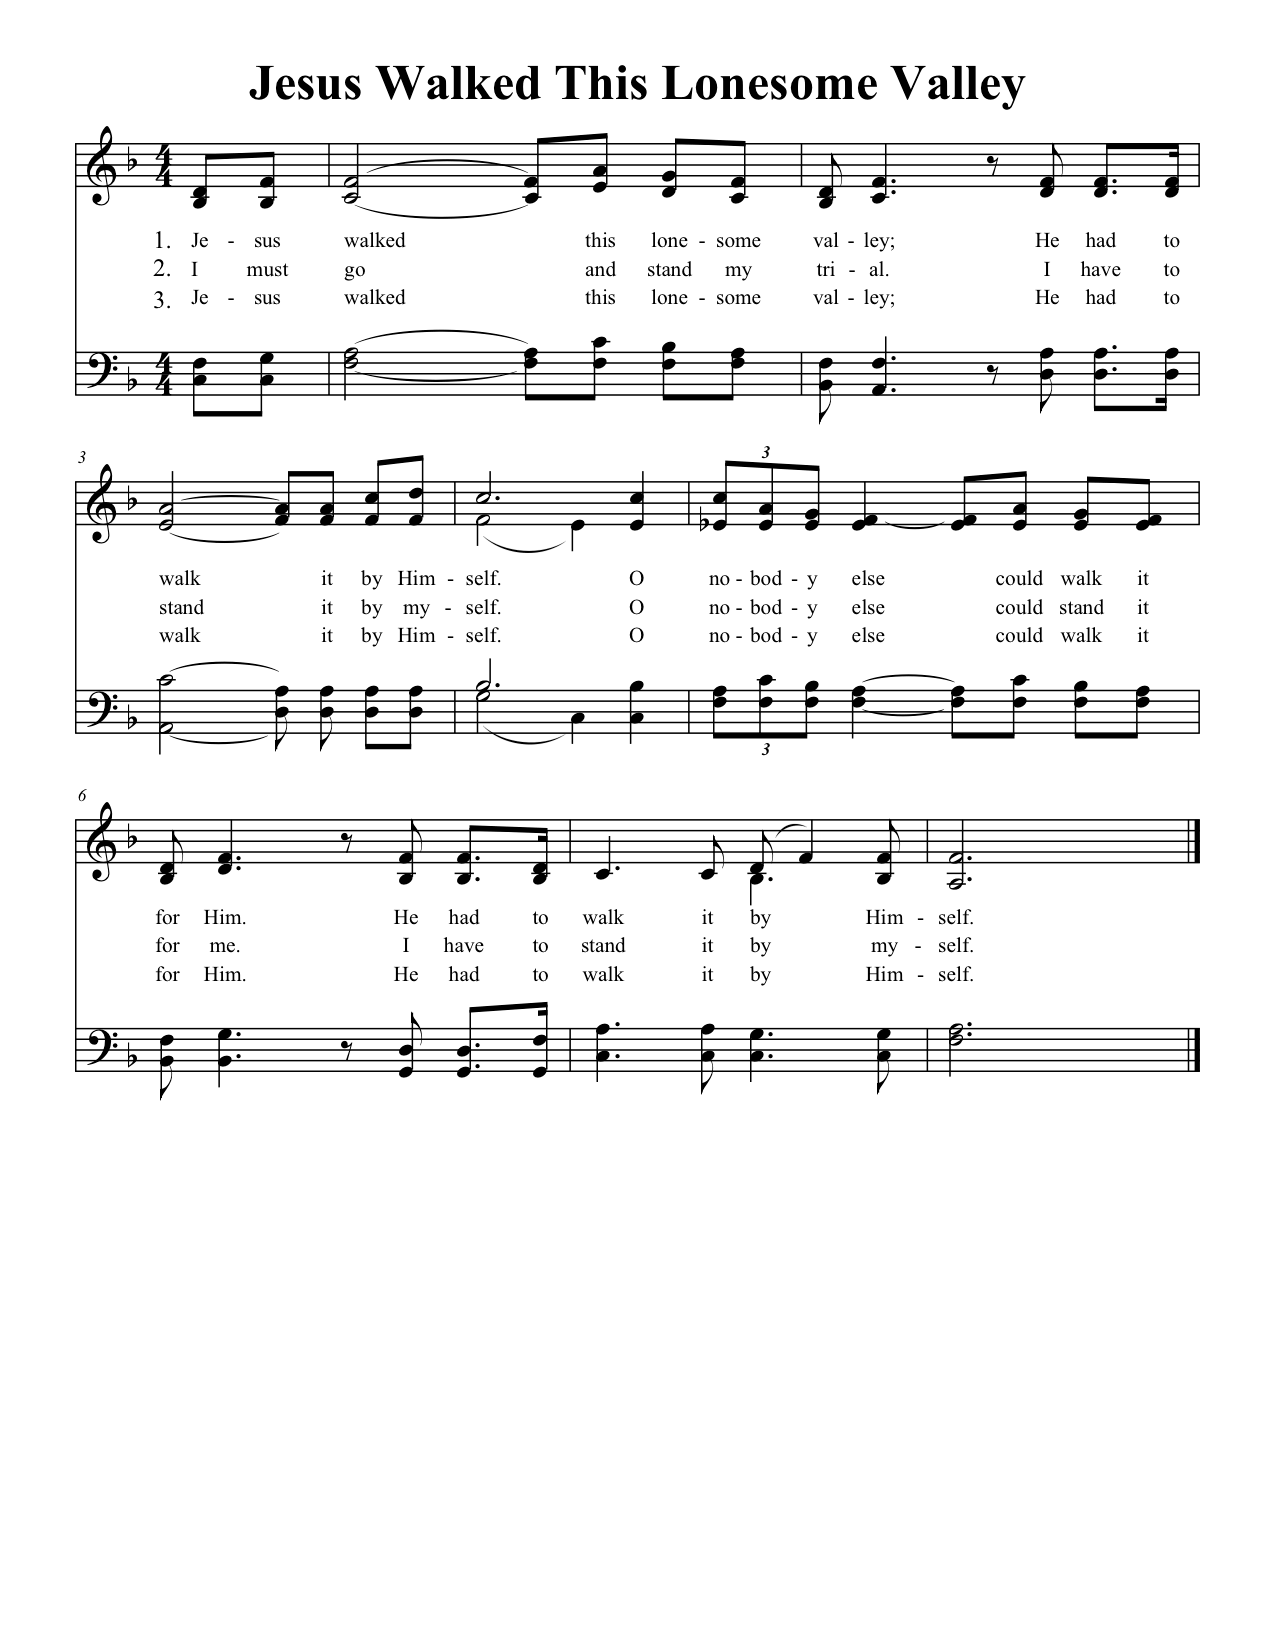 Jesus Walked This Lonesome Valley
4 4
1. Je - sus walked this lone - some val - ley; He had to
2. I must go and stand my tri - al. I have to
3. Je - sus walked this lone - some val - ley; He had to
4 4
3
3
walk it by Him - self. O no - bod - y else could walk it
stand it by my - self. O no - bod - y else could stand it
walk it by Him - self. O no - bod - y else could walk it
3
6
for Him. He had to walk it by Him - self.
for me. I have to stand it by my - self.
for Him. He had to walk it by Him - self.